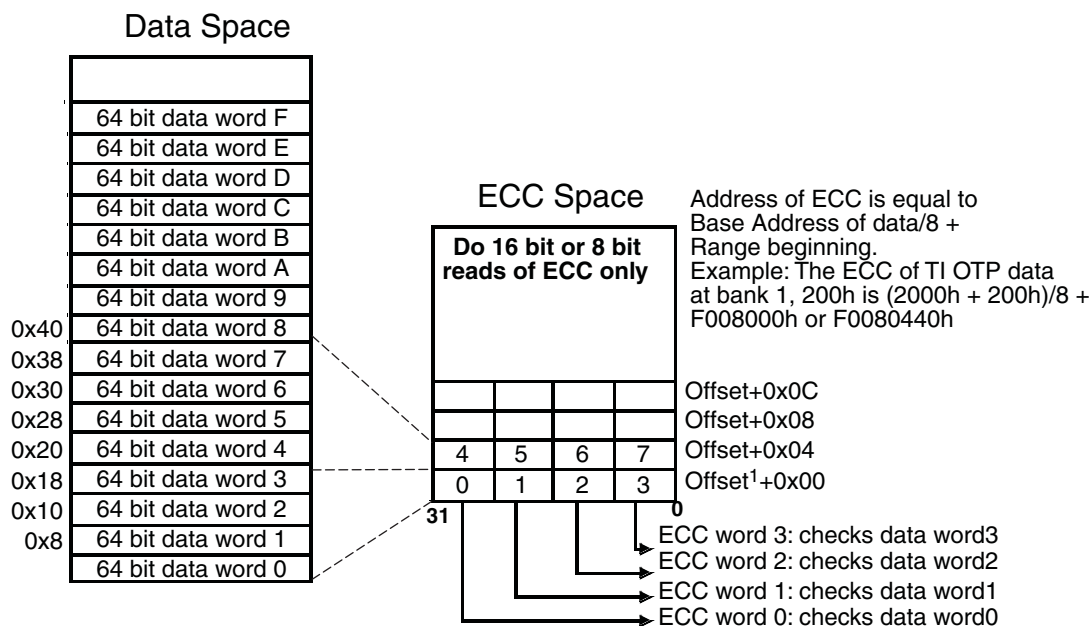 Data Space
64 bit data word F
64 bit data word E
64 bit data word D
64 bit data word C
64 bit data word B
64 bit data word A
64 bit data word 9
0x40 64 bit data word 8
0x38 64 bit data word 7
0x30 64 bit data word 6
0x28 64 bit data word 5
0x20 64 bit data word 4
0x18 64 bit data word 3
0x10 64 bit data word 2
0x8 64 bit data word 1
64 bit data word 0
ECC Space
Do 16 bit or 8 bit
reads of ECC only
Offset+0x0C
Offset+0x08
4 5 6 7 Offset+0x04
0 1 2 3 Offset¹+0x00
31 0
Address of ECC is equal to
Base Address of data/8 +
Range beginning.
Example: The ECC of TI OTP data
at bank 1, 200h is (2000h + 200h)/8 +
F008000h or F0080440h
ECC word 3: checks data word3
ECC word 2: checks data word2
ECC word 1: checks data word1
ECC word 0: checks data word0